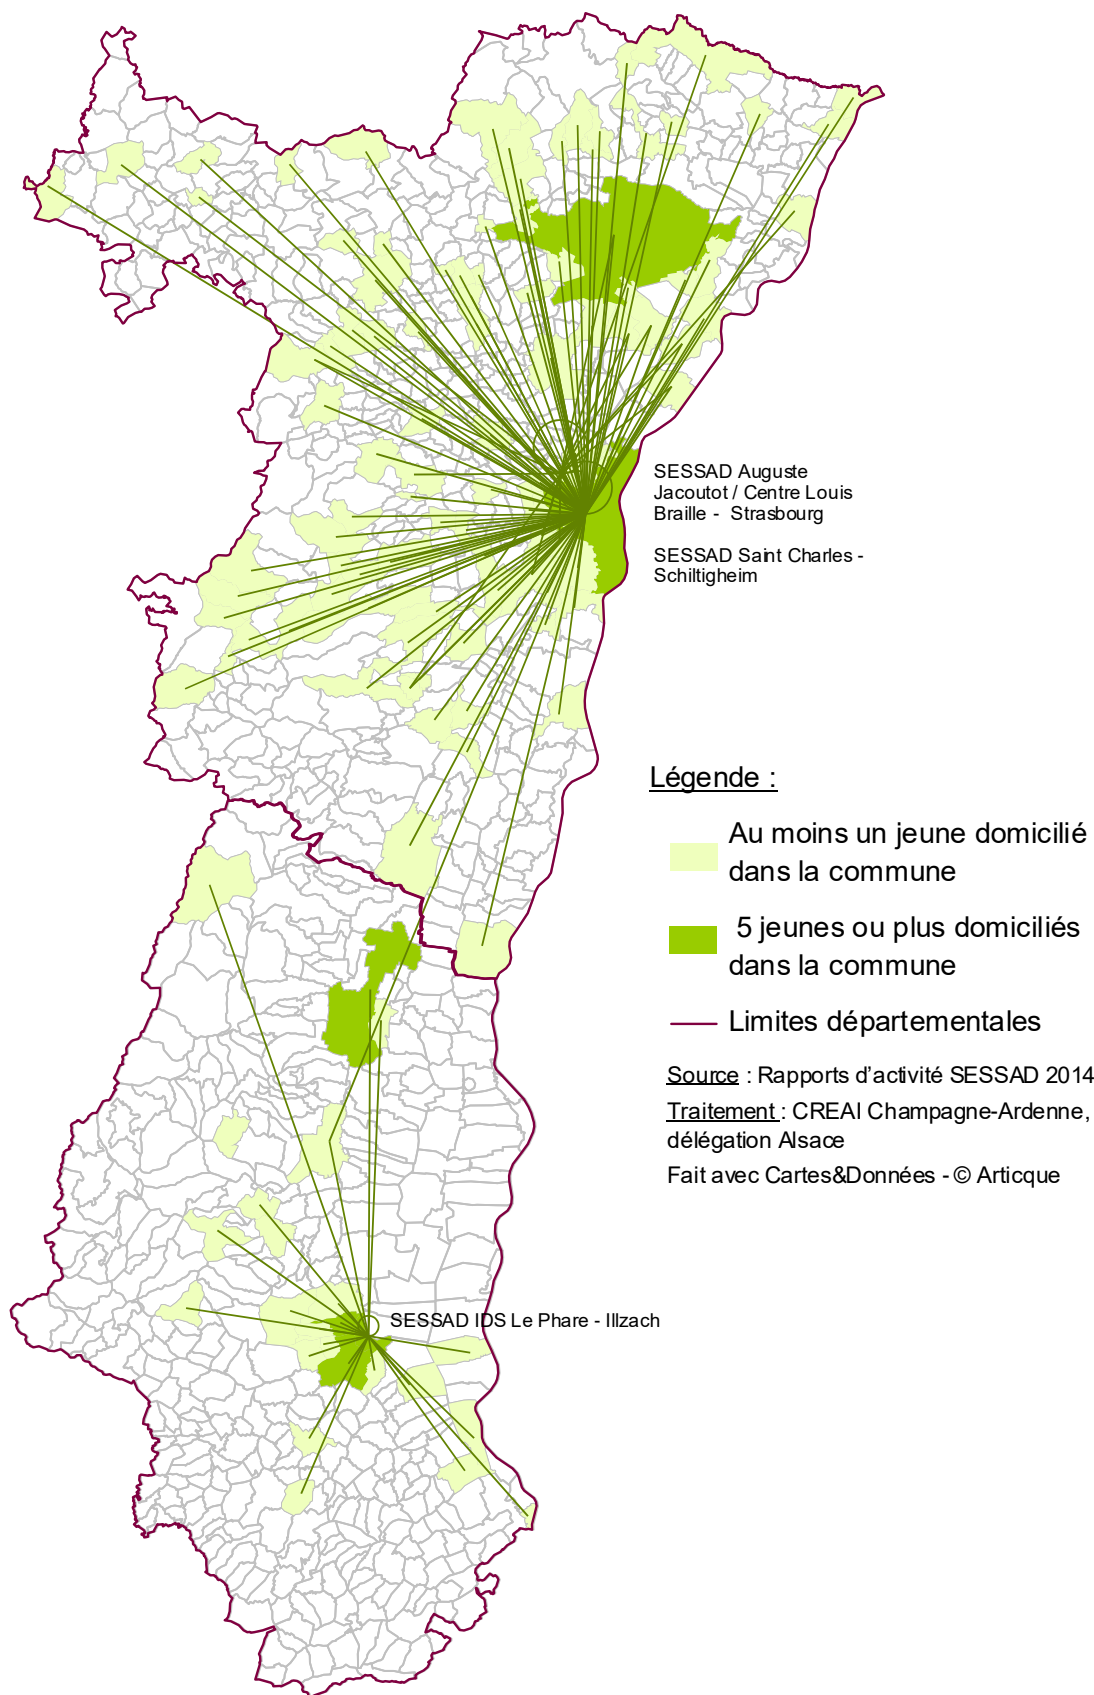 SESSAD Auguste
Jacoutot / Centre Louis
Braille - Strasbourg
SESSAD Saint Charles -
Schiltigheim
Légende :
Au moins un jeune domicilié
dans la commune
5 jeunes ou plus domiciliés
dans la commune
Limites départementales
Source : Rapports d'activité SESSAD 2014
Traitement : CREAI Champagne-Ardenne,
délégation Alsace
Fait avec Cartes&Données - © Articque
SESSAD IDS Le Phare - Illzach